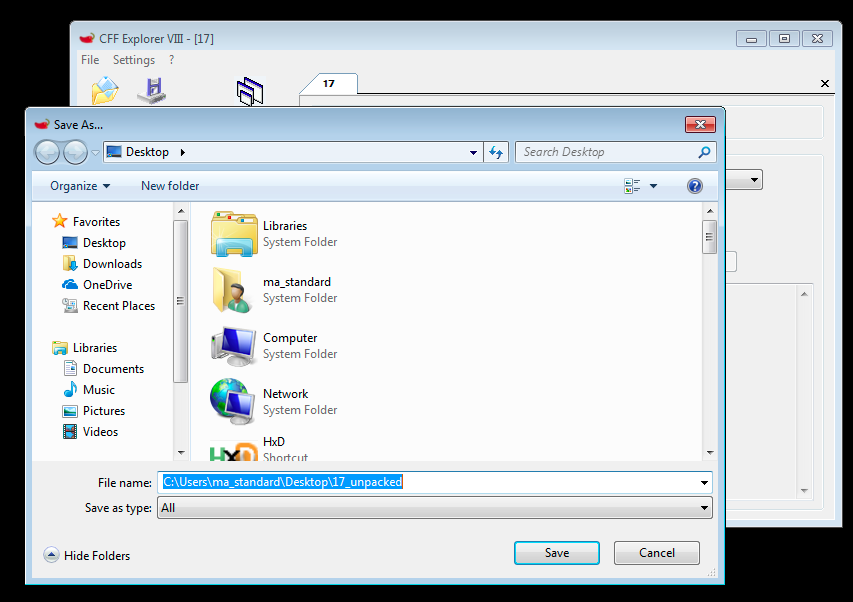 CFF Explorer VIII - [17]
File Settings ?
17
Save As...
Desktop
Search Desktop
Organize
New folder
Favorites
Desktop
Downloads
OneDrive
Recent Places
Libraries
Documents
Music
Pictures
Videos
Libraries
System Folder
ma_standard
System Folder
Computer
System Folder
Network
System Folder
HxD
Shortcut
File name: C:\Users\ma_standard\Desktop\17_unpacked
Save as type: All
Hide Folders
Save
Cancel